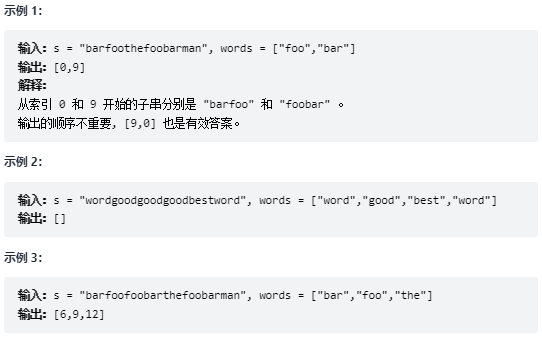 示例 1：
输入：s = "barfoothefoobarman", words = ["foo","bar"]
输出：[0,9]
解释：
从索引 0 和 9 开始的子串分别是 "barfoo" 和 "foobar" 。
输出的顺序不重要, [9,0] 也是有效答案。
示例 2：
输入：s = "wordgoodgoodgoodbestword", words = ["word","good","best","word"]
输出：[]
示例 3：
输入：s = "barfoofoobarthefoobarman", words = ["bar","foo","the"]
输出：[6,9,12]